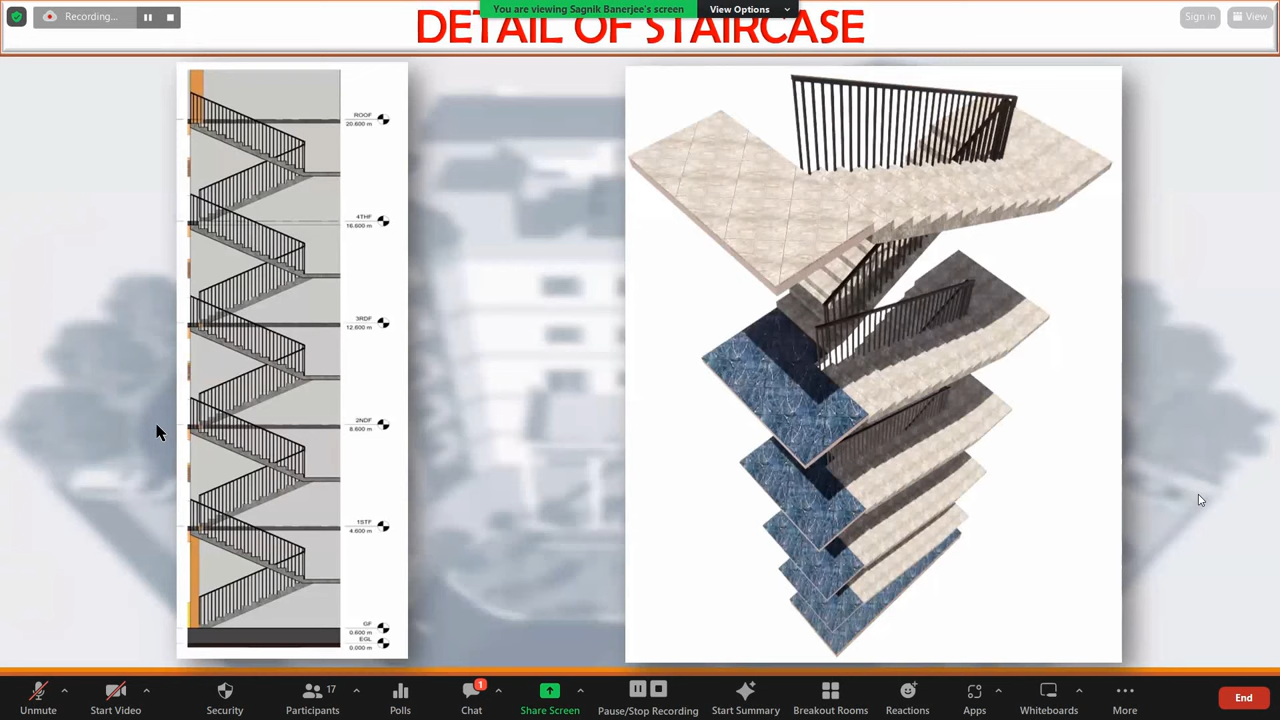 Recording...
You are viewing Sagnik Banerjee's screen
View Options
Sign in
View
DETAIL OF STAIRCASE
ROOF
20.600 m
4THF
16.600 m
3RDF
12.600 m
2NDF
8.600 m
1STF
4.600 m
GF
0.600 m
EGL
0.000 m
Unmute
Start Video
Security
17
Participants
Polls
1
Chat
Share Screen
Pause/Stop Recording
Start Summary
Breakout Rooms
Reactions
Apps
Whiteboards
More
End